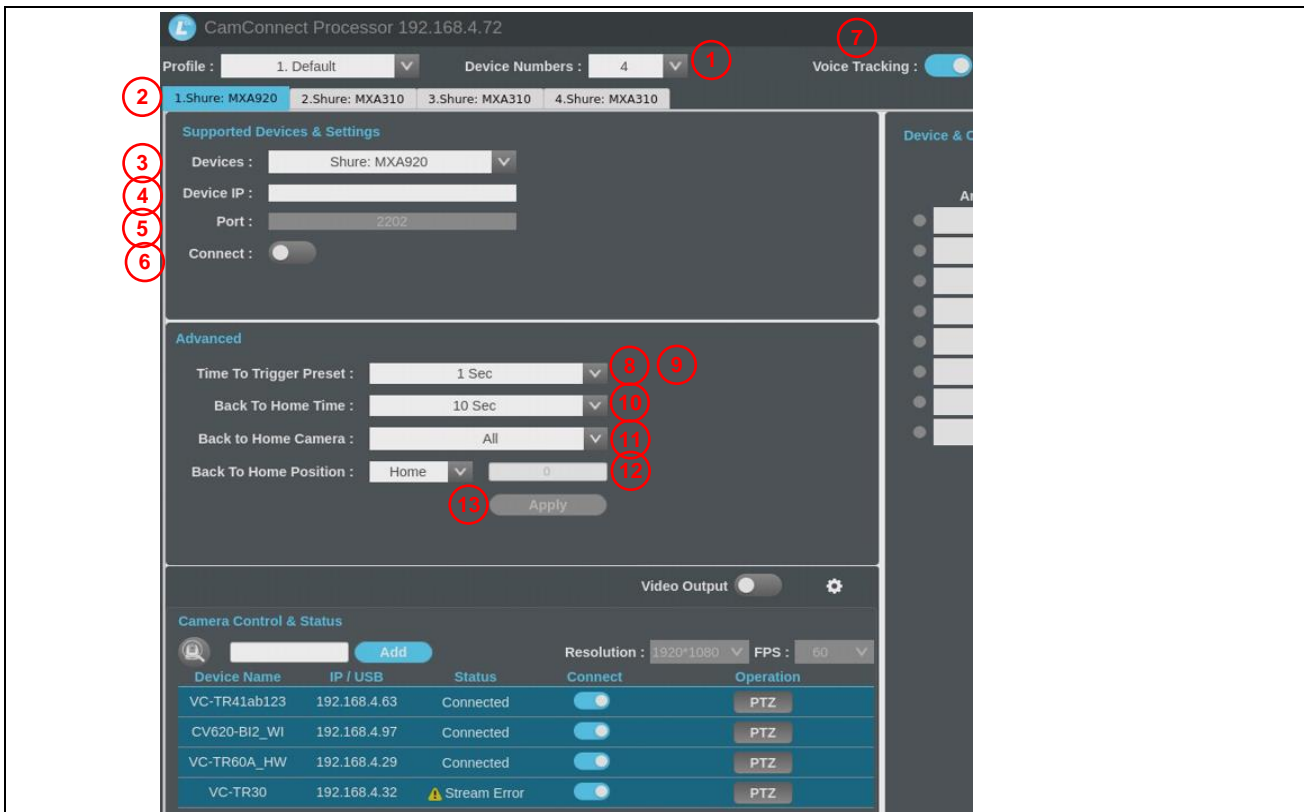 CamConnect Processor 192.168.4.72
7
Profile : 1. Default Device Numbers : 4 1 Voice Tracking :
2 1.Shure: MXA920 2.Shure: MXA310 3.Shure: MXA310 4.Shure: MXA310
Supported Devices & Settings
3 Devices : Shure: MXA920
4 Device IP :
5 Port : 2202
6 Connect :
Device & C
Ar
Advanced
Time To Trigger Preset : 1 Sec 8 9
Back To Home Time : 10 Sec 10
Back to Home Camera : All 11
Back To Home Position : Home 0 12
13 Apply
Video Output
Camera Control & Status
Add Resolution : 1920*1080 FPS : 60
Device Name IP / USB Status Connect Operation
VC-TR41ab123 192.168.4.63 Connected PTZ
CV620-BI2_WI 192.168.4.97 Connected PTZ
VC-TR60A_HW 192.168.4.29 Connected PTZ
VC-TR30 192.168.4.32 Stream Error PTZ